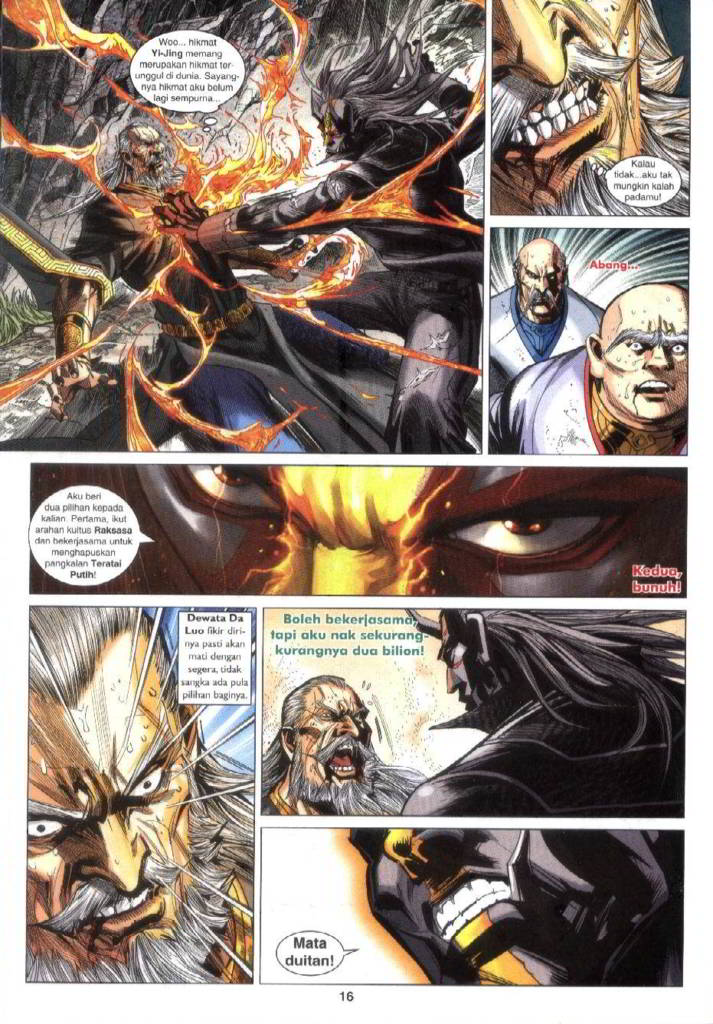 Woo... hikmat
Yi-Jing memang
merupakan hikmat ter-
unggul di dunia. Sayang-
nya hikmat aku belum
lagi sempurna...
Kalau
tidak...aku tak
mungkin kalah
padamu!
Abang...
Aku beri
dua pilihan kepada
kalian. Pertama, ikut
arahan kultus Raksasa
dan bekerjasama untuk
menghapuskan
pangkalan Teratai
Putih!
Kedua,
bunuh!
Dewata Da
Luo fikir diri-
nya pasti akan
mati dengan
segera, tidak
sangka ada pula
pilihan baginya.
Boleh bekerjasama,
tapi aku nak sekurang-
kurangnya dua bilion!
Mata
duitan!
16